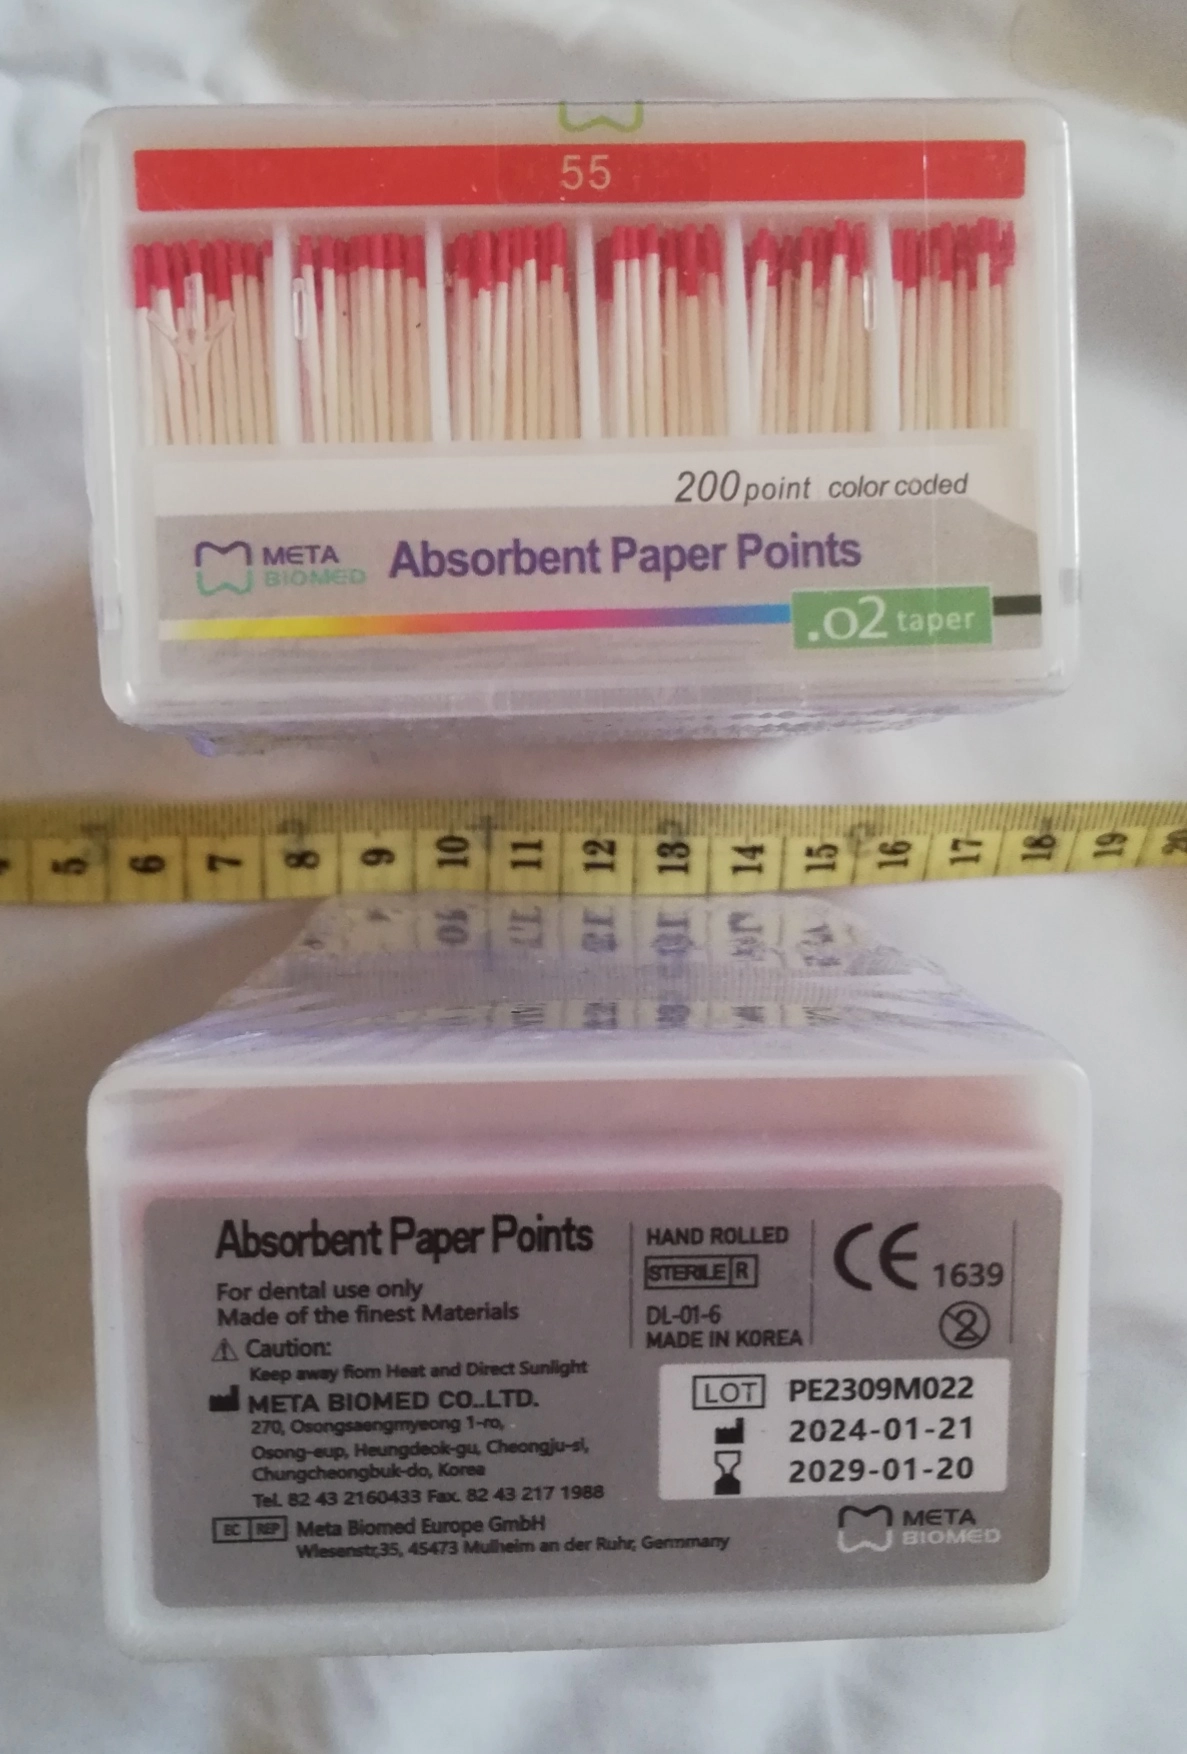 55
200 point color coded
META
BIOMED
Absorbent Paper Points
.02 taper
5 6 7 8 9 10 11 12 13 14 15 16 17 18 19 20
Absorbent Paper Points
For dental use only
Made of the finest Materials
Caution:
Keep away fiom Heat and Direct Sunlight
META BIOMED CO..LTD.
270, Osongsaengmyeong 1-ro,
Osong-eup, Heungdeok-gu, Cheongju-si,
Chungcheongbuk-do, Korea
Tel. 82 43 2160433 Fax. 82 43 217 1988
EC REP Meta Biomed Europe GmbH
Wiesenstr,35, 45473 Mulheim an der Ruhr, Germmany
HAND ROLLED
STERILE R
DL-01-6
MADE IN KOREA
CE 1639
2
LOT PE2309M022
2024-01-21
2029-01-20
META
BIOMED